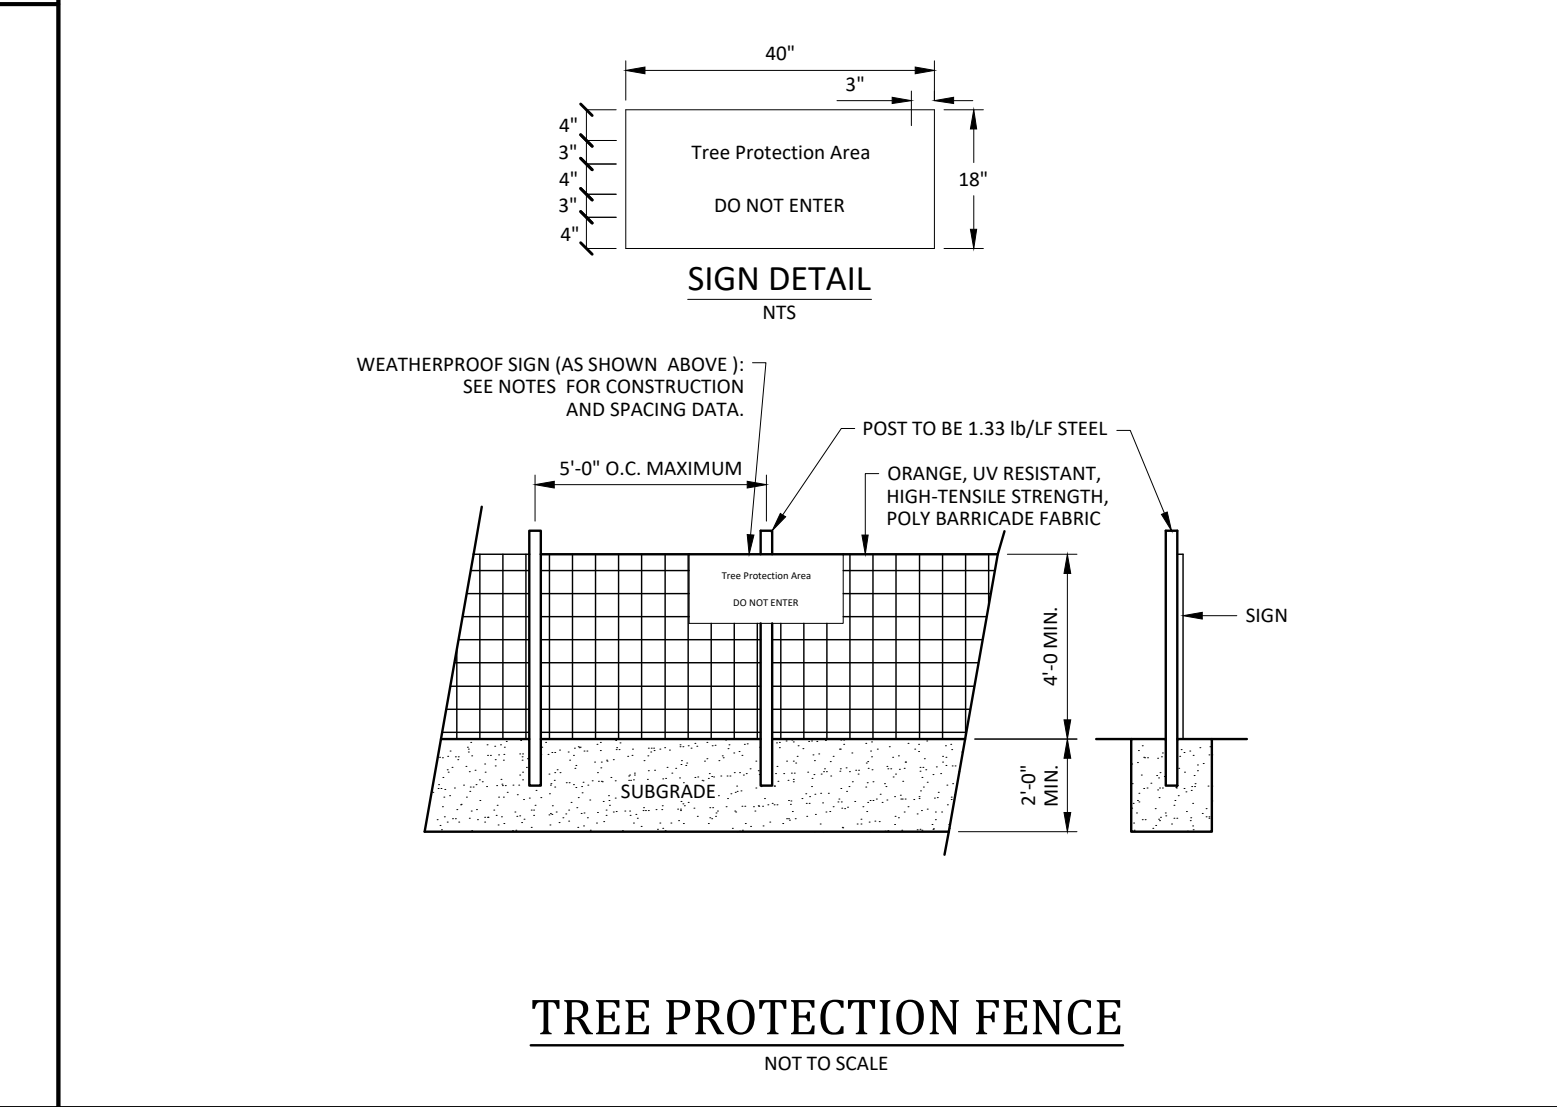 40"
3"
4"
3"
4"
3"
4"
Tree Protection Area
DO NOT ENTER
18"
SIGN DETAIL
NTS
WEATHERPROOF SIGN (AS SHOWN ABOVE ):
SEE NOTES FOR CONSTRUCTION
AND SPACING DATA.
POST TO BE 1.33 lb/LF STEEL
5'-0" O.C. MAXIMUM
ORANGE, UV RESISTANT,
HIGH-TENSILE STRENGTH,
POLY BARRICADE FABRIC
Tree Protection Area
DO NOT ENTER
SIGN
4'-0 MIN.
2'-0"
MIN.
SUBGRADE
TREE PROTECTION FENCE
NOT TO SCALE